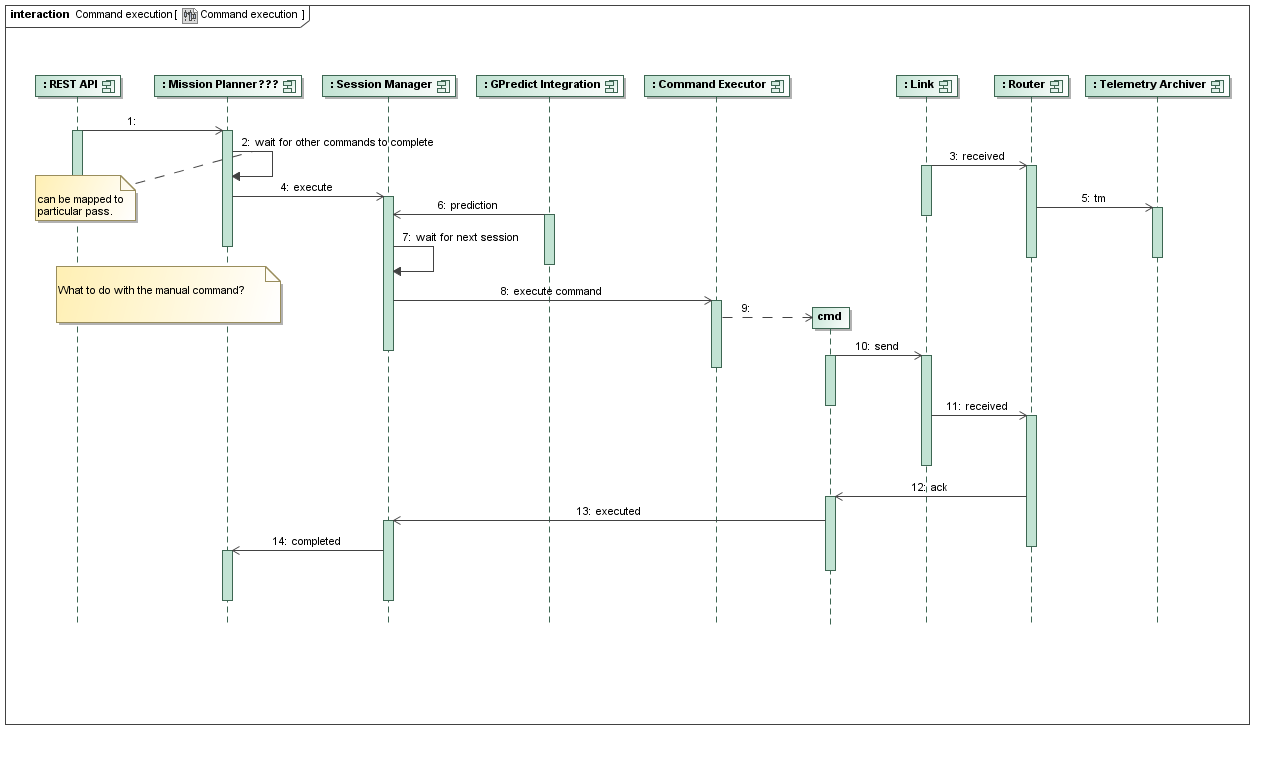 interaction Command execution [ Command execution ]
: REST API
: Mission Planner???
: Session Manager
: GPredict Integration
: Command Executor
: Link
: Router
: Telemetry Archiver
1:
2: wait for other commands to complete
3: received
can be mapped to
particular pass.
4: execute
5: tm
6: prediction
7: wait for next session
What to do with the manual command?
8: execute command
9:
cmd
10: send
11: received
12: ack
13: executed
14: completed